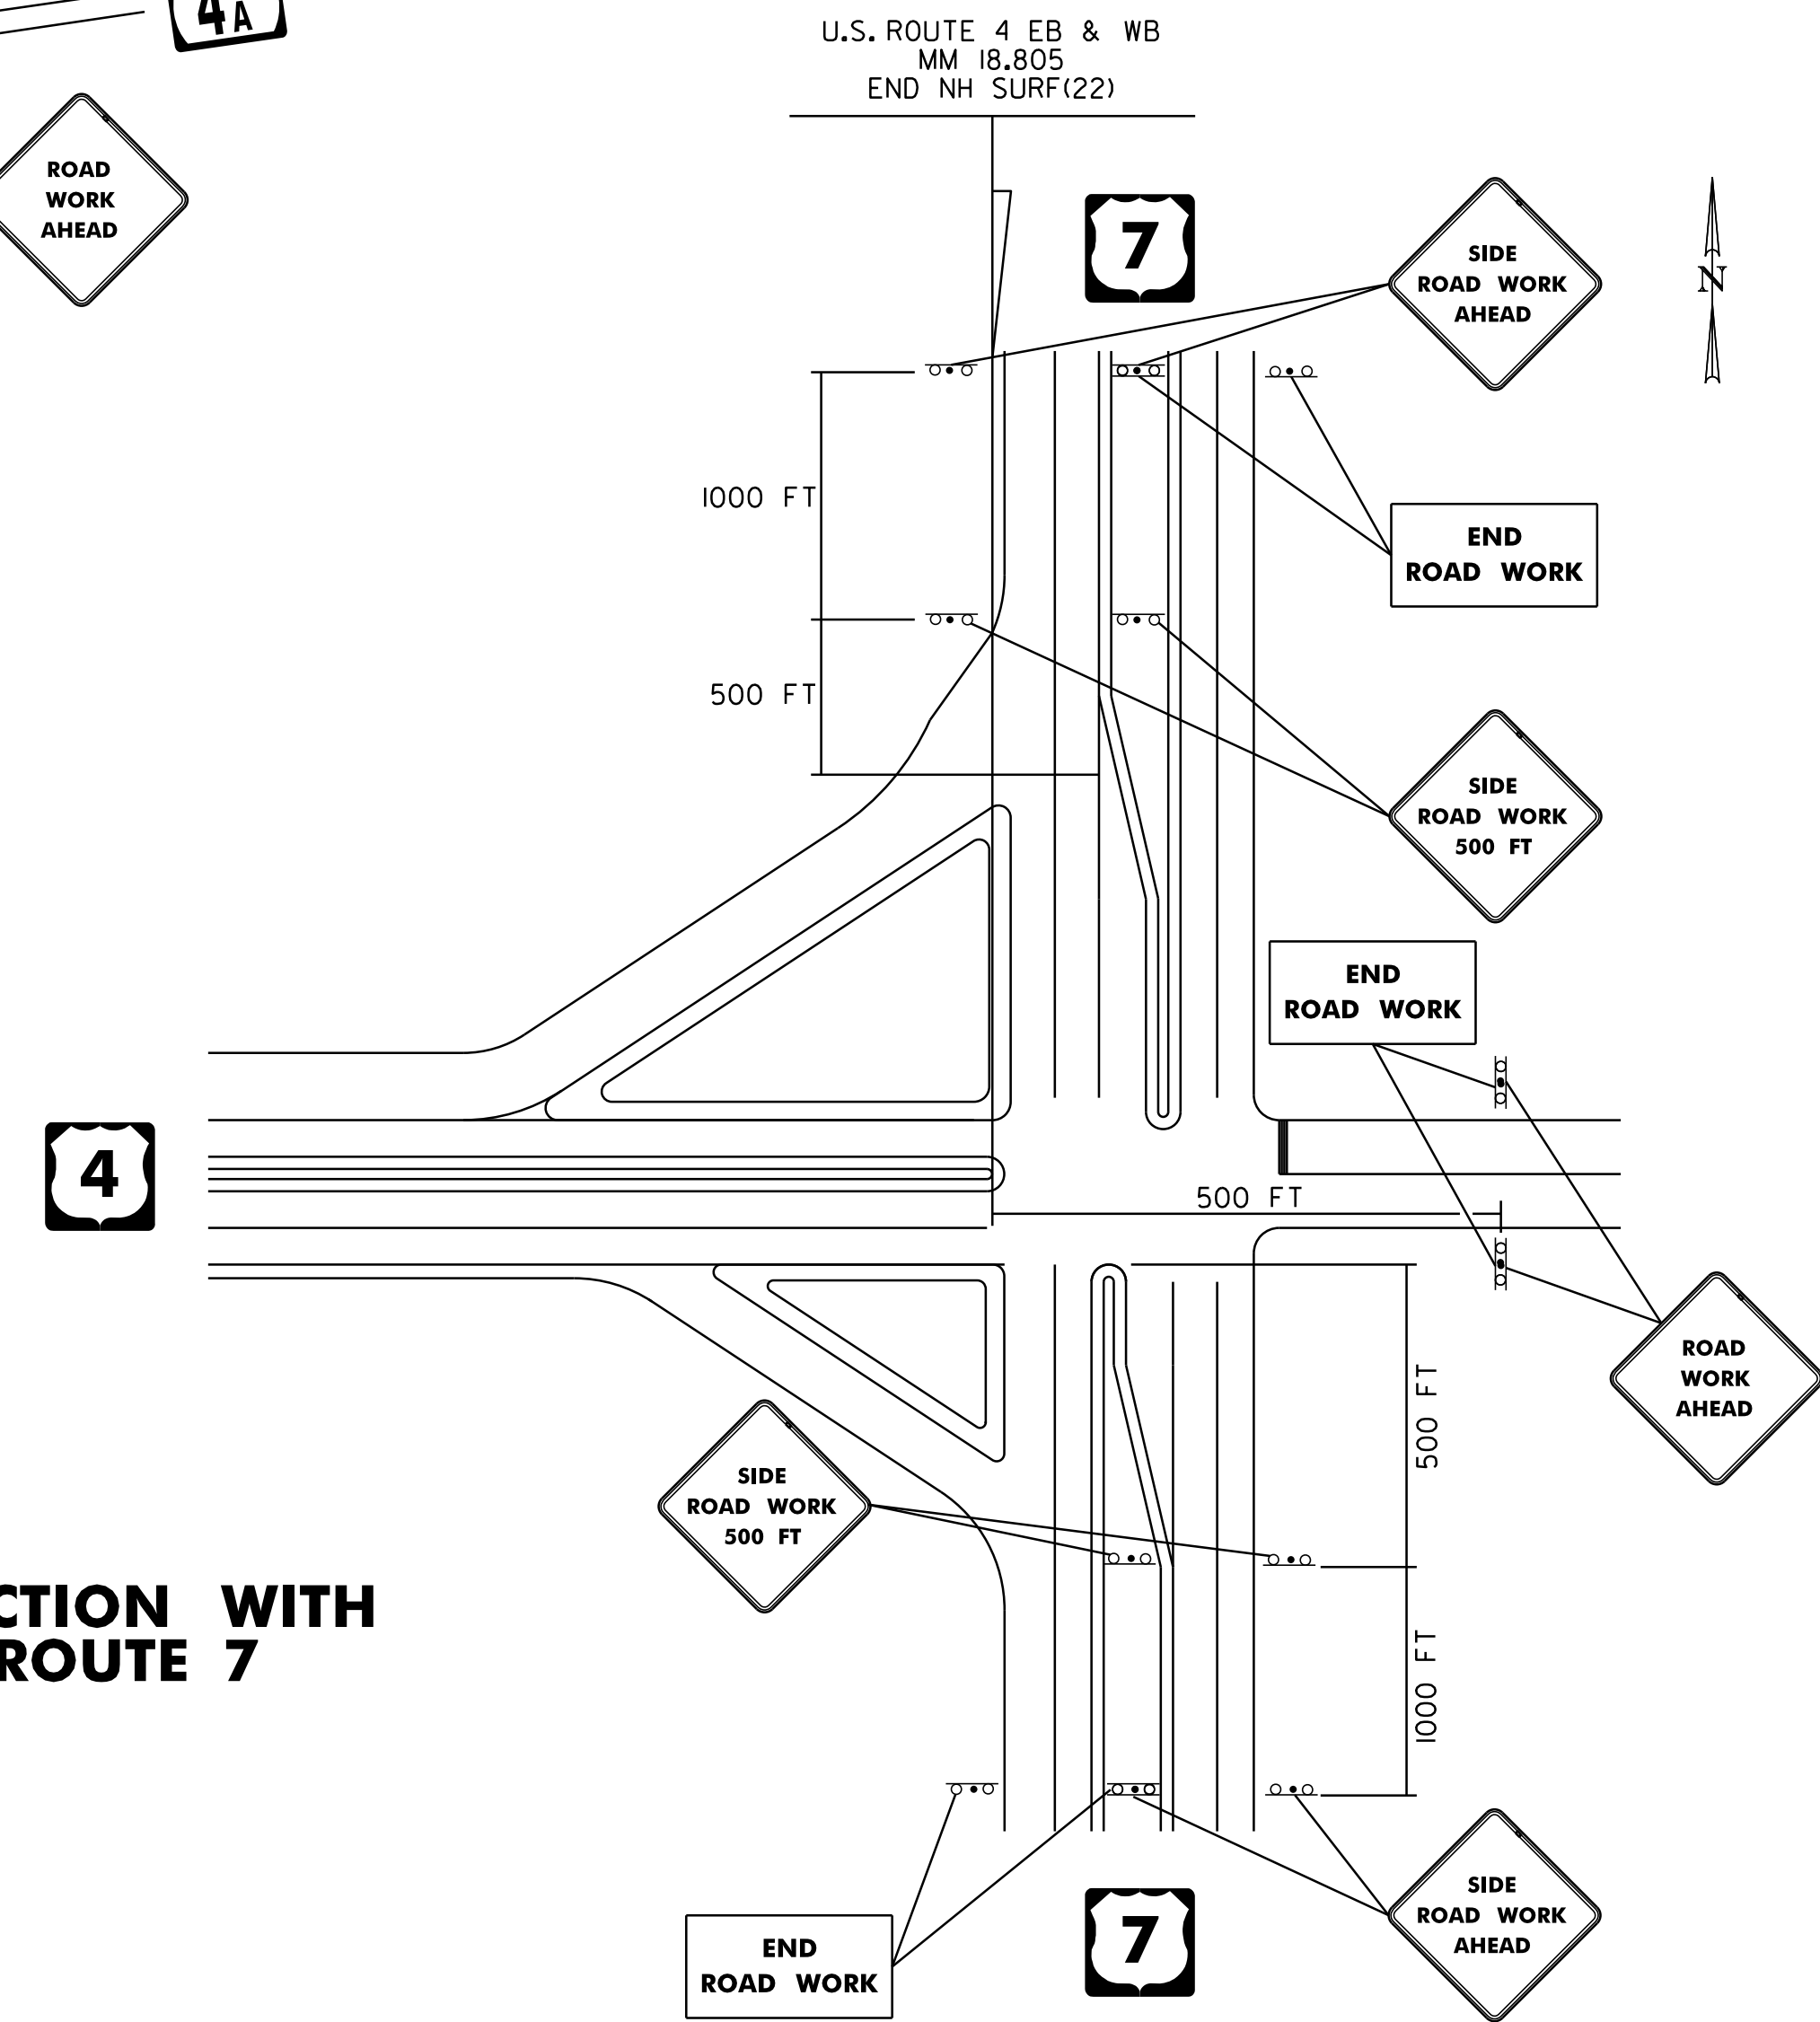 4A
U.S. ROUTE 4 EB & WB
MM 18.805
END NH SURF(22)
ROAD
WORK
AHEAD
7
SIDE
ROAD WORK
AHEAD
N
1000 FT
END
ROAD WORK
500 FT
SIDE
ROAD WORK
500 FT
END
ROAD WORK
4
500 FT
ROAD
WORK
AHEAD
500 FT
SIDE
ROAD WORK
500 FT
CTION WITH
ROUTE 7
1000 FT
SIDE
ROAD WORK
AHEAD
7
END
ROAD WORK